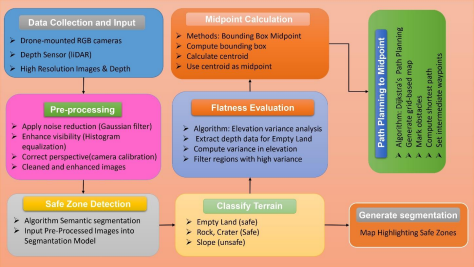 Data Collection and Input
➤ Drone-mounted RGB cameras
➤ Depth Sensor (liDAR)
➤ High Resolution Images & Depth
Pre-processing
➤ Apply noise reduction (Gaussian filter)
➤ Enhance visibility (Histogram
equalization)
➤ Correct perspective(camera calibration)
➤ Cleaned and enhanced images
Safe Zone Detection
➤ Algorithm Semantic segmentation
➤ Input Pre-Processed Images into
Segmantation Model
Classify Terrain
➤ Empty Land (safe)
➤ Rock, Crater (Safe)
➤ Slope (unsafe)
Generate segmentation
Map Highlighting Safe Zones
Flatness Evaluation
➤ Algorithm: Elevation variance analysis
➤ Extract depth data for Empty Land
➤ Compute variance in elevation
➤ Filter regions with high variance
Midpoint Calculation
➤ Methods: Bounding Box Midpoint
➤ Compute bounding box
➤ Calculate centroid
➤ Use centroid as midpoint
Path Planning to Midpoint
➤ Algorithm: Dijkstra's Path Planning
➤ Generate grid-based map
➤ Mark obstacles
➤ Compute shortest path
➤ Set intermediate waypoints